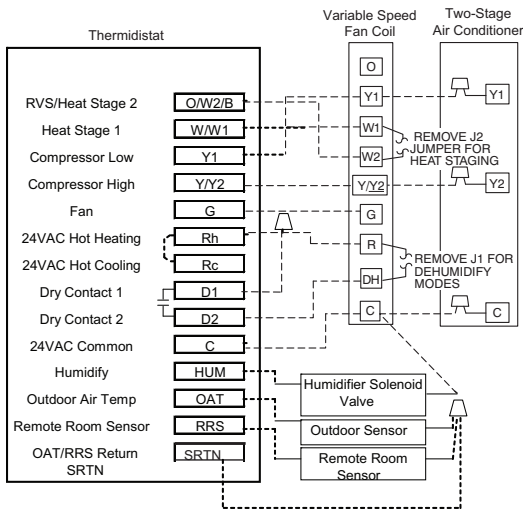 Variable Speed
Fan Coil
Two-Stage
Air Conditioner
Thermidistat
O
RVS/Heat Stage 2 O/W2/B Y1 Y1
Heat Stage 1 W/W1 W1
REMOVE J2
JUMPER FOR
HEAT STAGING
Compressor Low Y1 W2
Compressor High Y/Y2 Y/Y2 Y2
Fan G G
24VAC Hot Heating Rh R
24VAC Hot Cooling Rc
REMOVE J1 FOR
DEHUMIDIFY
MODES
Dry Contact 1 D1 DH
Dry Contact 2 D2 C C
24VAC Common C
Humidify HUM
Humidifier Solenoid
Valve
Outdoor Air Temp OAT
Outdoor Sensor
Remote Room Sensor RRS
Remote Room
Sensor
OAT/RRS Return
SRTN
SRTN